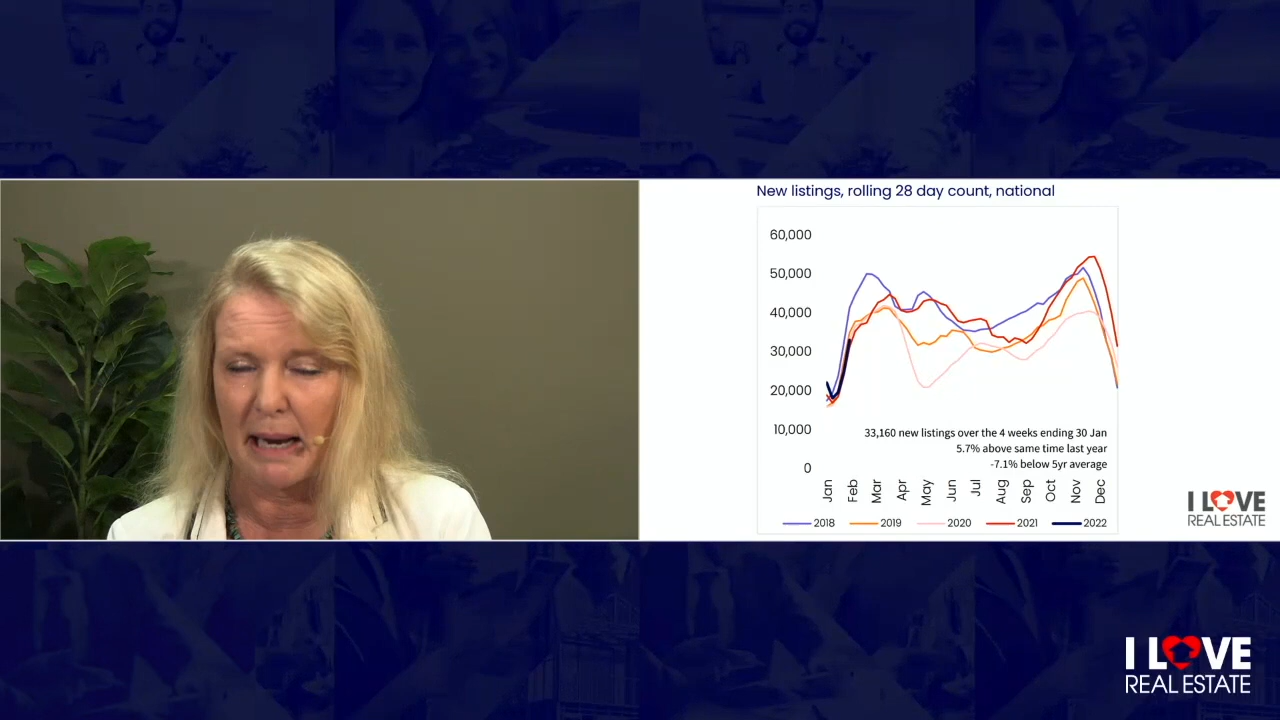 New listings, rolling 28 day count, national
60,000
50,000
40,000
30,000
20,000
10,000
0
33,160 new listings over the 4 weeks ending 30 Jan
5.7% above same time last year
-7.1% below 5yr average
Jan
Feb
Mar
Apr
May
Jun
Jul
Aug
Sep
Oct
Nov
Dec
2018
2019
2020
2021
2022
I LOVE
REAL ESTATE
I LOVE
REAL ESTATE